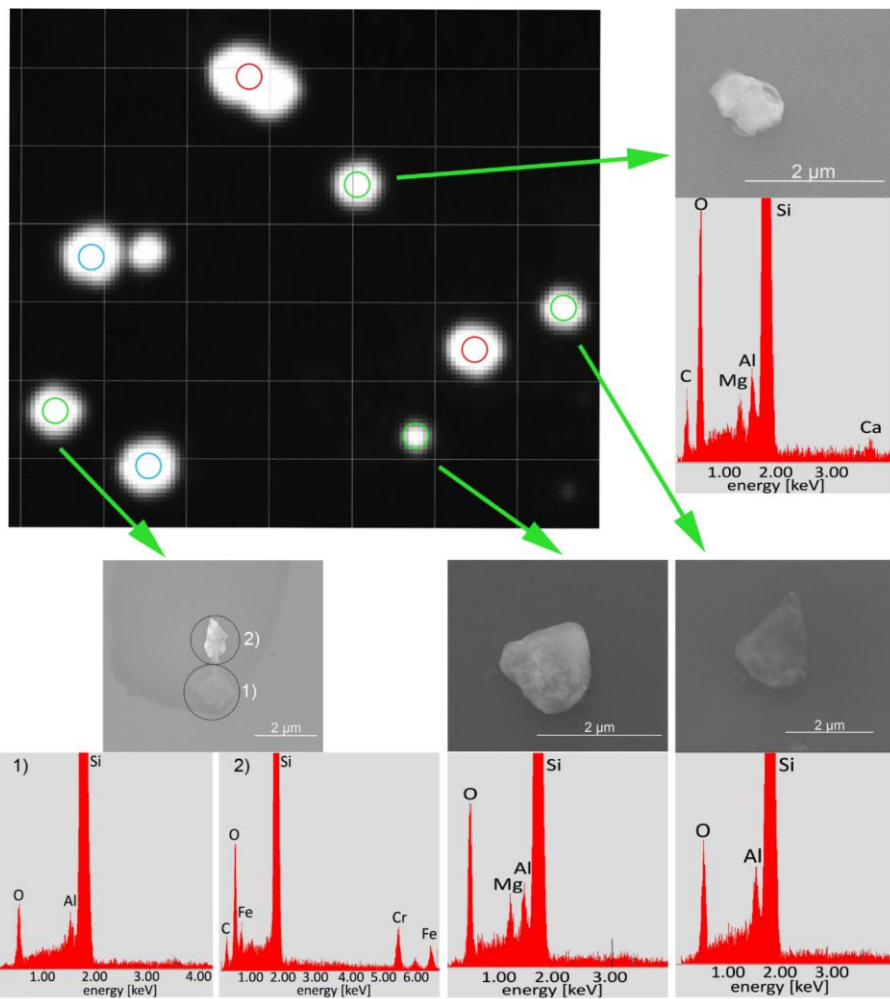 2 µm
O
Si
C
Mg
Al
Ca
1.00 2.00 3.00
energy [keV]
2)
1)
2 µm
2 µm
2 µm
1)
Si
O
Al
1.00 2.00 3.00 4.00
energy [keV]
2)
Si
O
C
Fe
Cr
Fe
1.00 2.00 3.00 4.00 5.00 6.00
energy [keV]
Si
O
Mg
Al
1.00 2.00 3.00
energy [keV]
Si
O
Al
1.00 2.00 3.00
energy [keV]